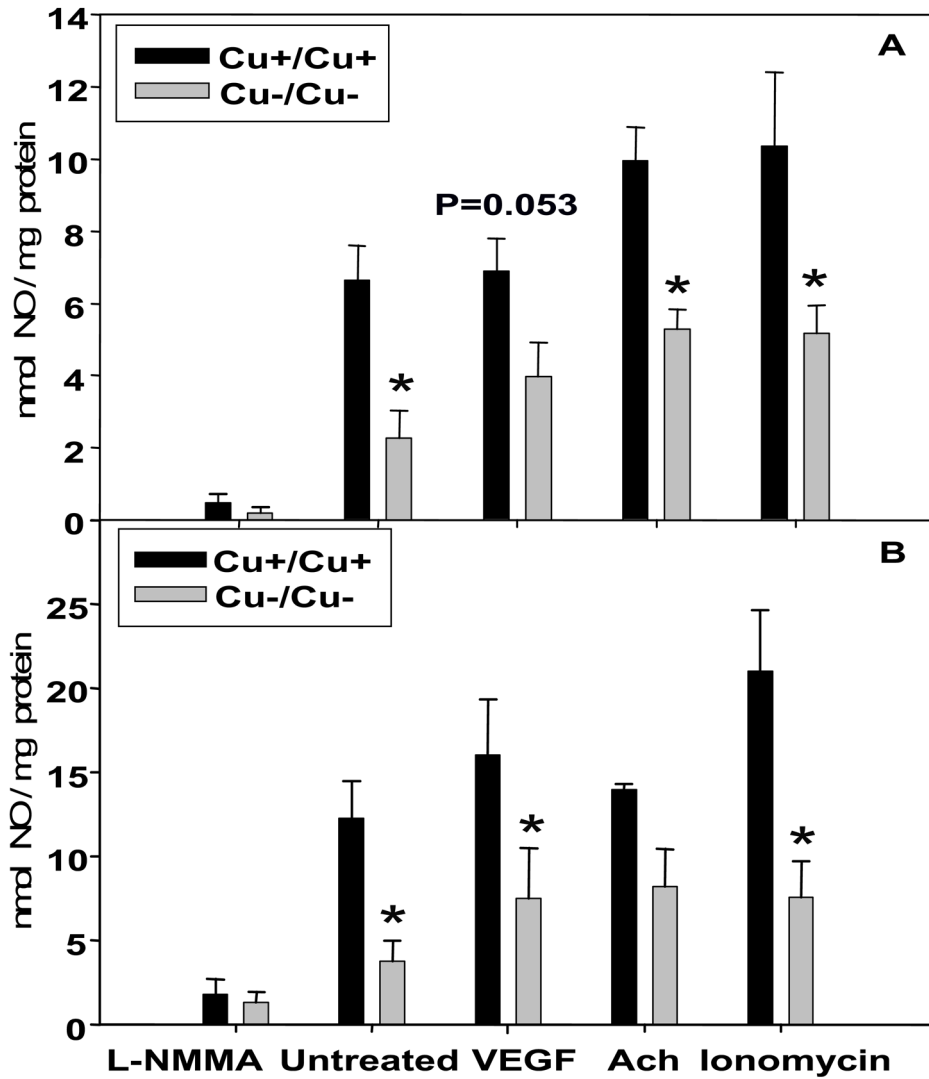 14
12
10
8
6
4
2
0
nmol NO/mg protein
Cu+/Cu+
Cu-/Cu-
A
P=0.053
*
*
*
25
20
15
10
5
0
nmol NO/mg protein
Cu+/Cu+
Cu-/Cu-
B
*
*
*
L-NMMA Untreated VEGF Ach Ionomycin